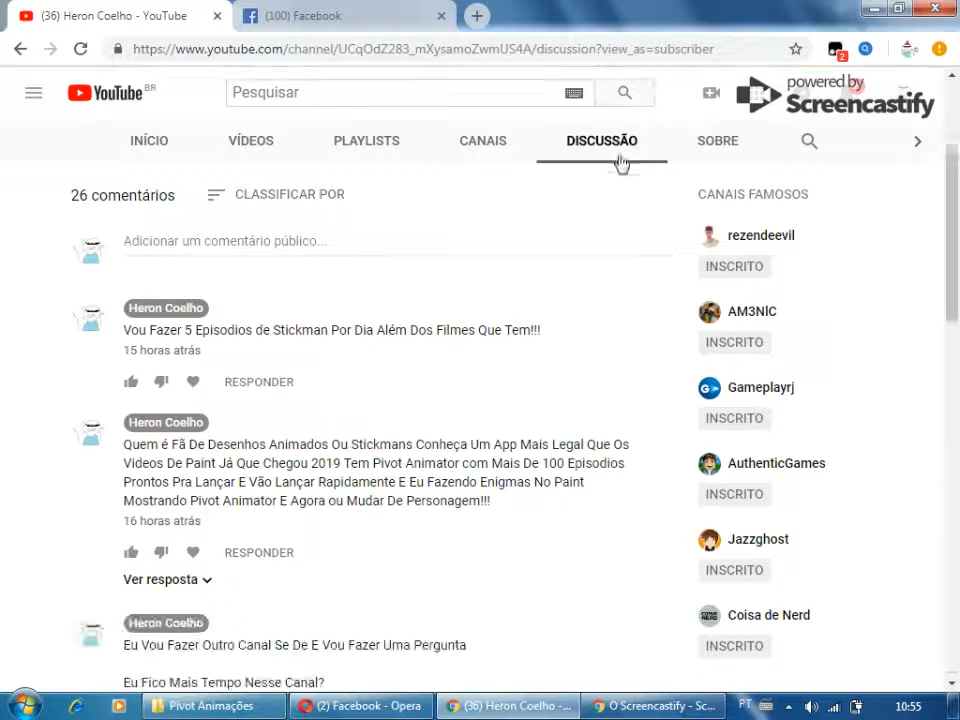 (36) Heron Coelho - YouTube
(100) Facebook
https://www.youtube.com/channel/UCqOdZ283_mXysamoZwmUS4A/discussion?view_as=subscriber
2
YouTube BR
Pesquisar
powered by
Screencastify
INÍCIO
VÍDEOS
PLAYLISTS
CANAIS
DISCUSSÃO
SOBRE
26 comentários
CLASSIFICAR POR
Adicionar um comentário público...
Heron Coelho
Vou Fazer 5 Episodios de Stickman Por Dia Além Dos Filmes Que Tem!!!
15 horas atrás
RESPONDER
Heron Coelho
Quem é Fã De Desenhos Animados Ou Stickmans Conheça Um App Mais Legal Que Os
Videos De Paint Já Que Chegou 2019 Tem Pivot Animator com Mais De 100 Episodios
Prontos Pra Lançar E Vão Lançar Rapidamente E Eu Fazendo Enigmas No Paint
Mostrando Pivot Animator E Agora ou Mudar De Personagem!!!
16 horas atrás
RESPONDER
Ver resposta
Heron Coelho
Eu Vou Fazer Outro Canal Se De E Vou Fazer Uma Pergunta
Eu Fico Mais Tempo Nesse Canal?
CANAIS FAMOSOS
rezendeevil
INSCRITO
AM3NlC
INSCRITO
Gameplayrj
INSCRITO
AuthenticGames
INSCRITO
Jazzghost
INSCRITO
Coisa de Nerd
INSCRITO
Pivot Animações
(2) Facebook - Opera
(36) Heron Coelho -...
O Screencastify - Sc...
PT
10:55